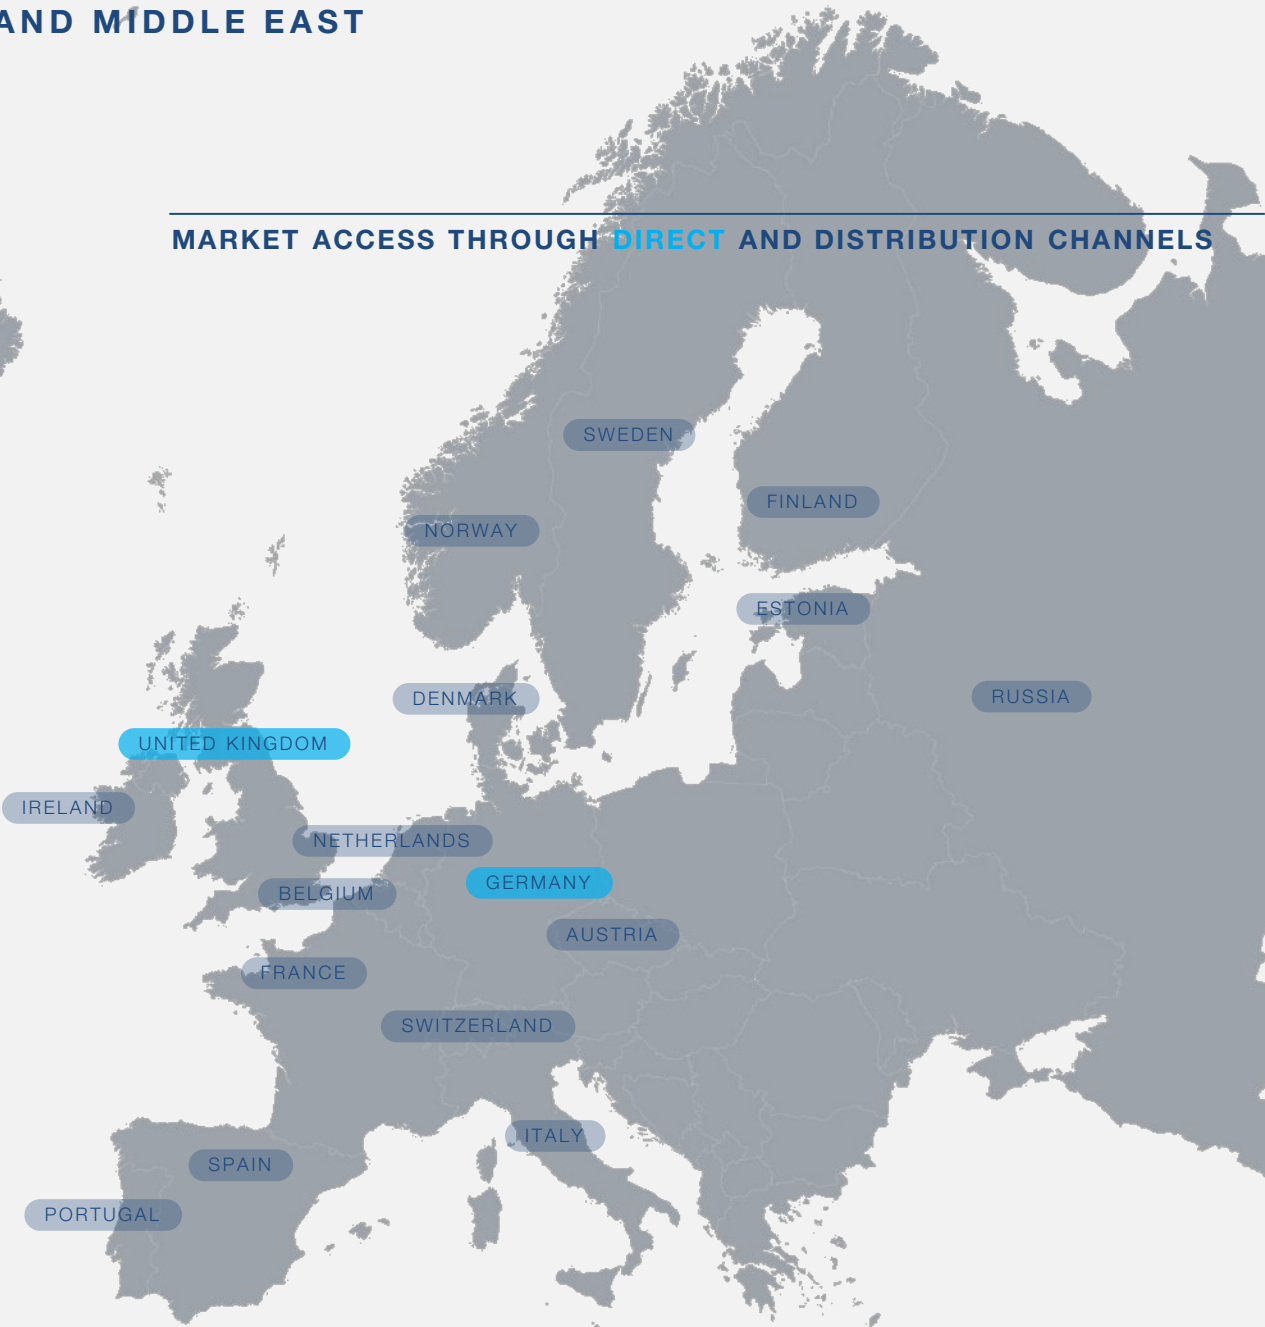 AND MIDDLE EAST
MARKET ACCESS THROUGH DIRECT AND DISTRIBUTION CHANNELS
SWEDEN
FINLAND
NORWAY
ESTONIA
RUSSIA
DENMARK
UNITED KINGDOM
IRELAND
NETHERLANDS
GERMANY
BELGIUM
AUSTRIA
FRANCE
SWITZERLAND
ITALY
SPAIN
PORTUGAL